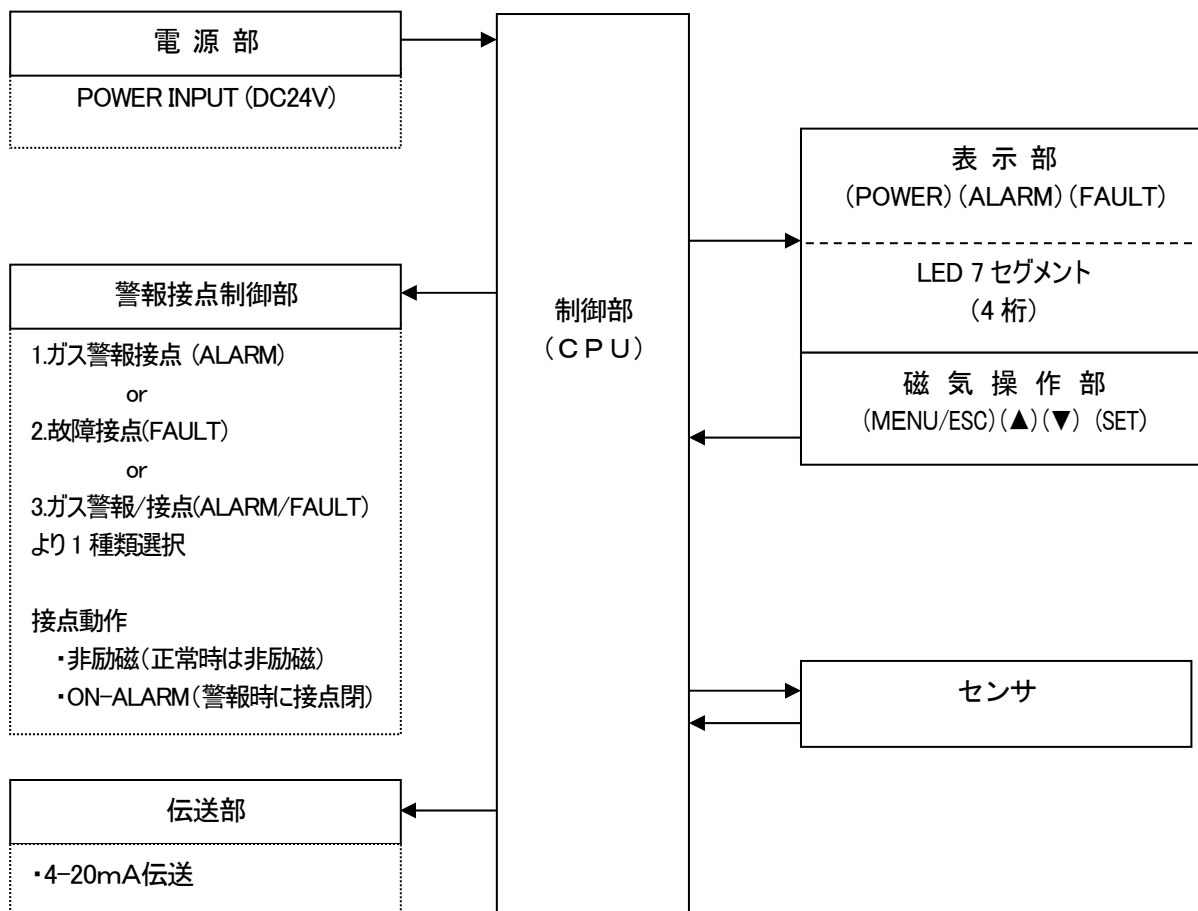 電 源 部
POWER INPUT (DC24V)
警報接点制御部
1.ガス警報接点 (ALARM)
or
2.故障接点(FAULT)
or
3.ガス警報/接点(ALARM/FAULT)
より 1 種類選択
接点動作
・非励磁(正常時は非励磁)
・ON-ALARM(警報時に接点閉)
伝送部
・4-20mA伝送
制御部
(CPU)
表 示 部
(POWER)(ALARM)(FAULT)
LED 7 セグメント
(4 桁)
磁 気 操 作 部
(MENU/ESC)(▲)(▼) (SET)
センサ